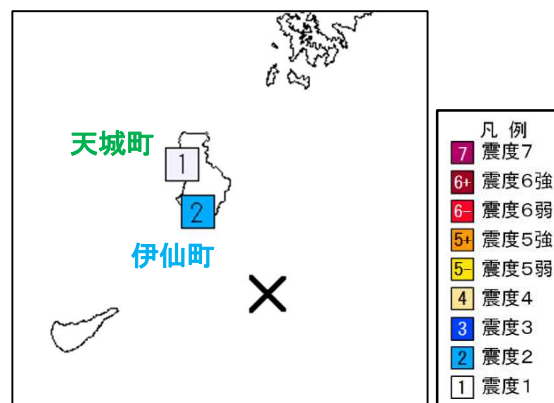 天城町
1
2
伊仙町
凡例
7 震度7
6+ 震度6強
6- 震度6弱
5+ 震度5強
5- 震度5弱
4 震度4
3 震度3
2 震度2
1 震度1